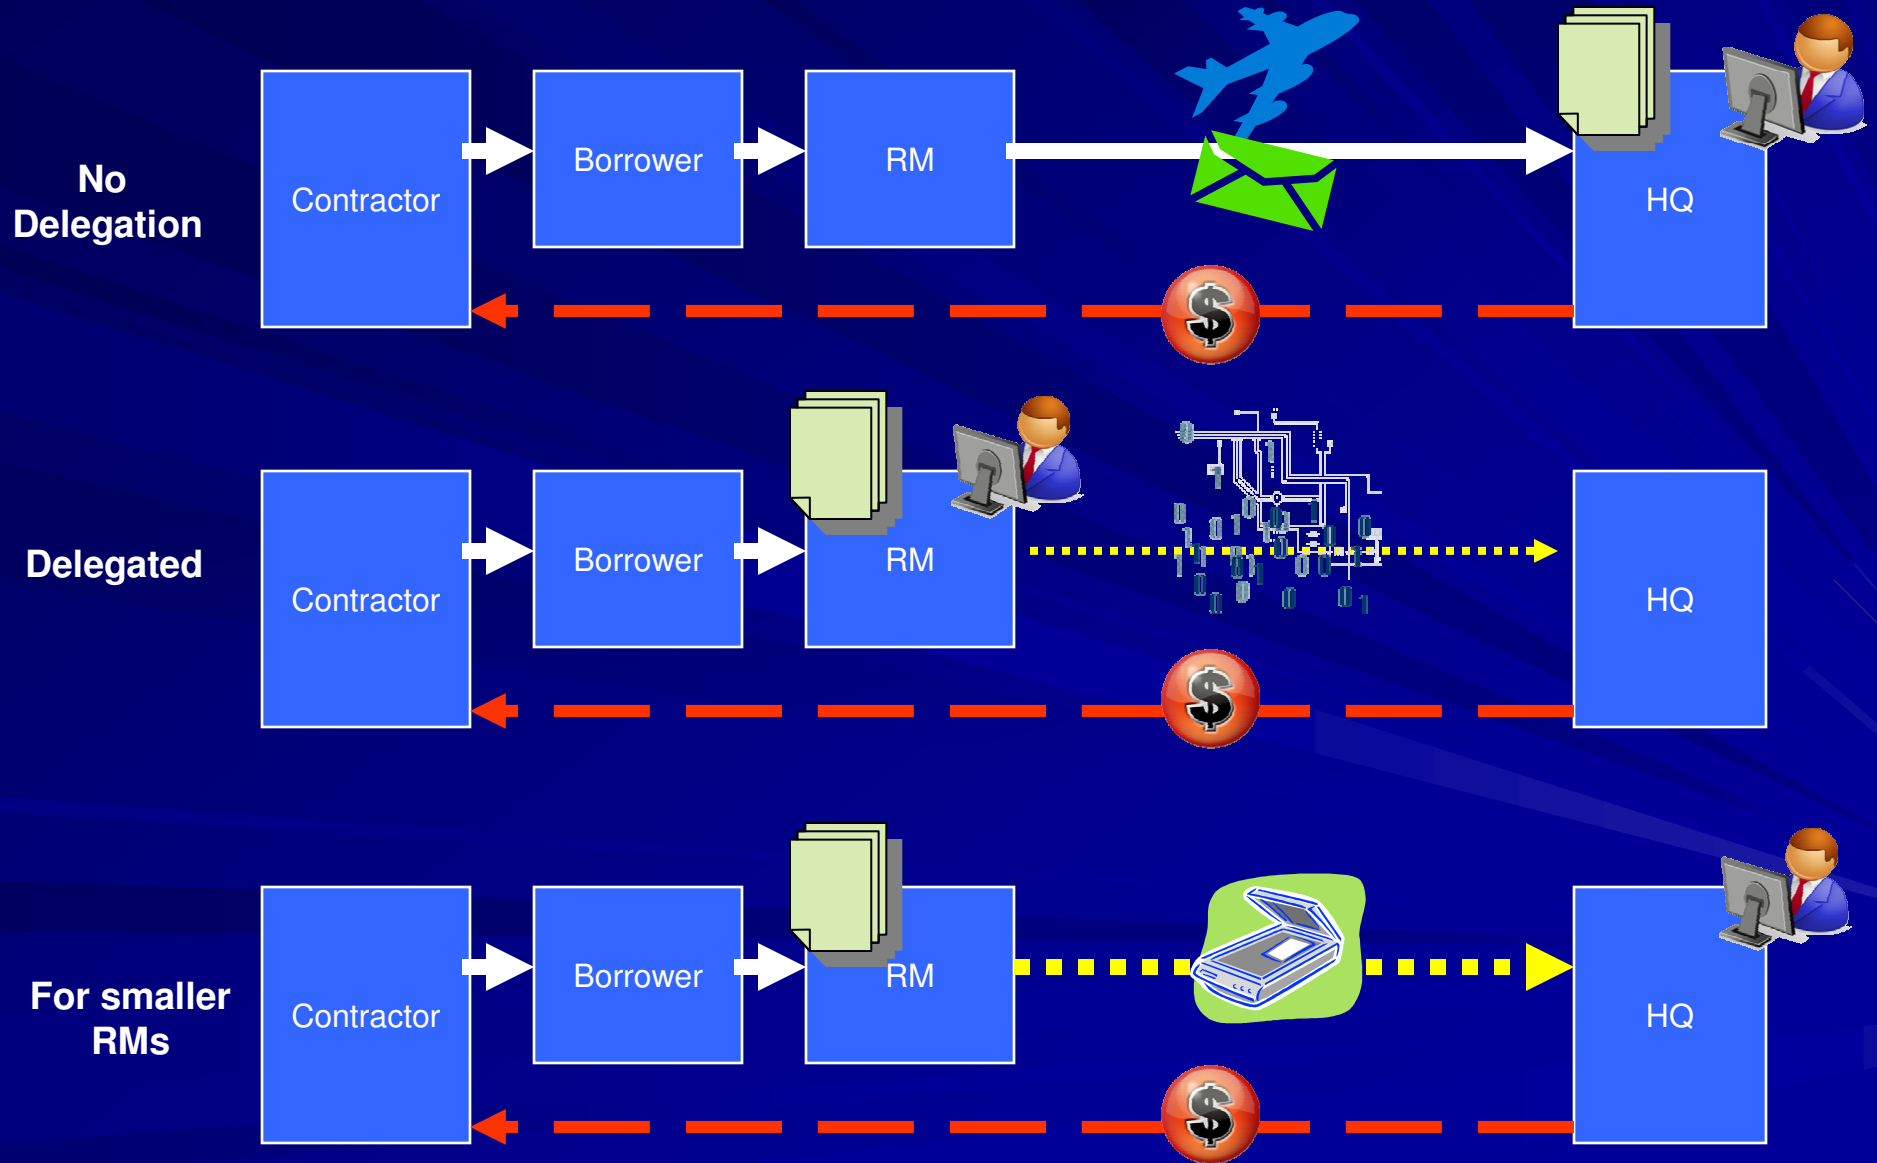 No
Delegation
Contractor
Borrower
RM
HQ
$
Delegated
Contractor
Borrower
RM
HQ
$
For smaller
RMs
Contractor
Borrower
RM
HQ
$